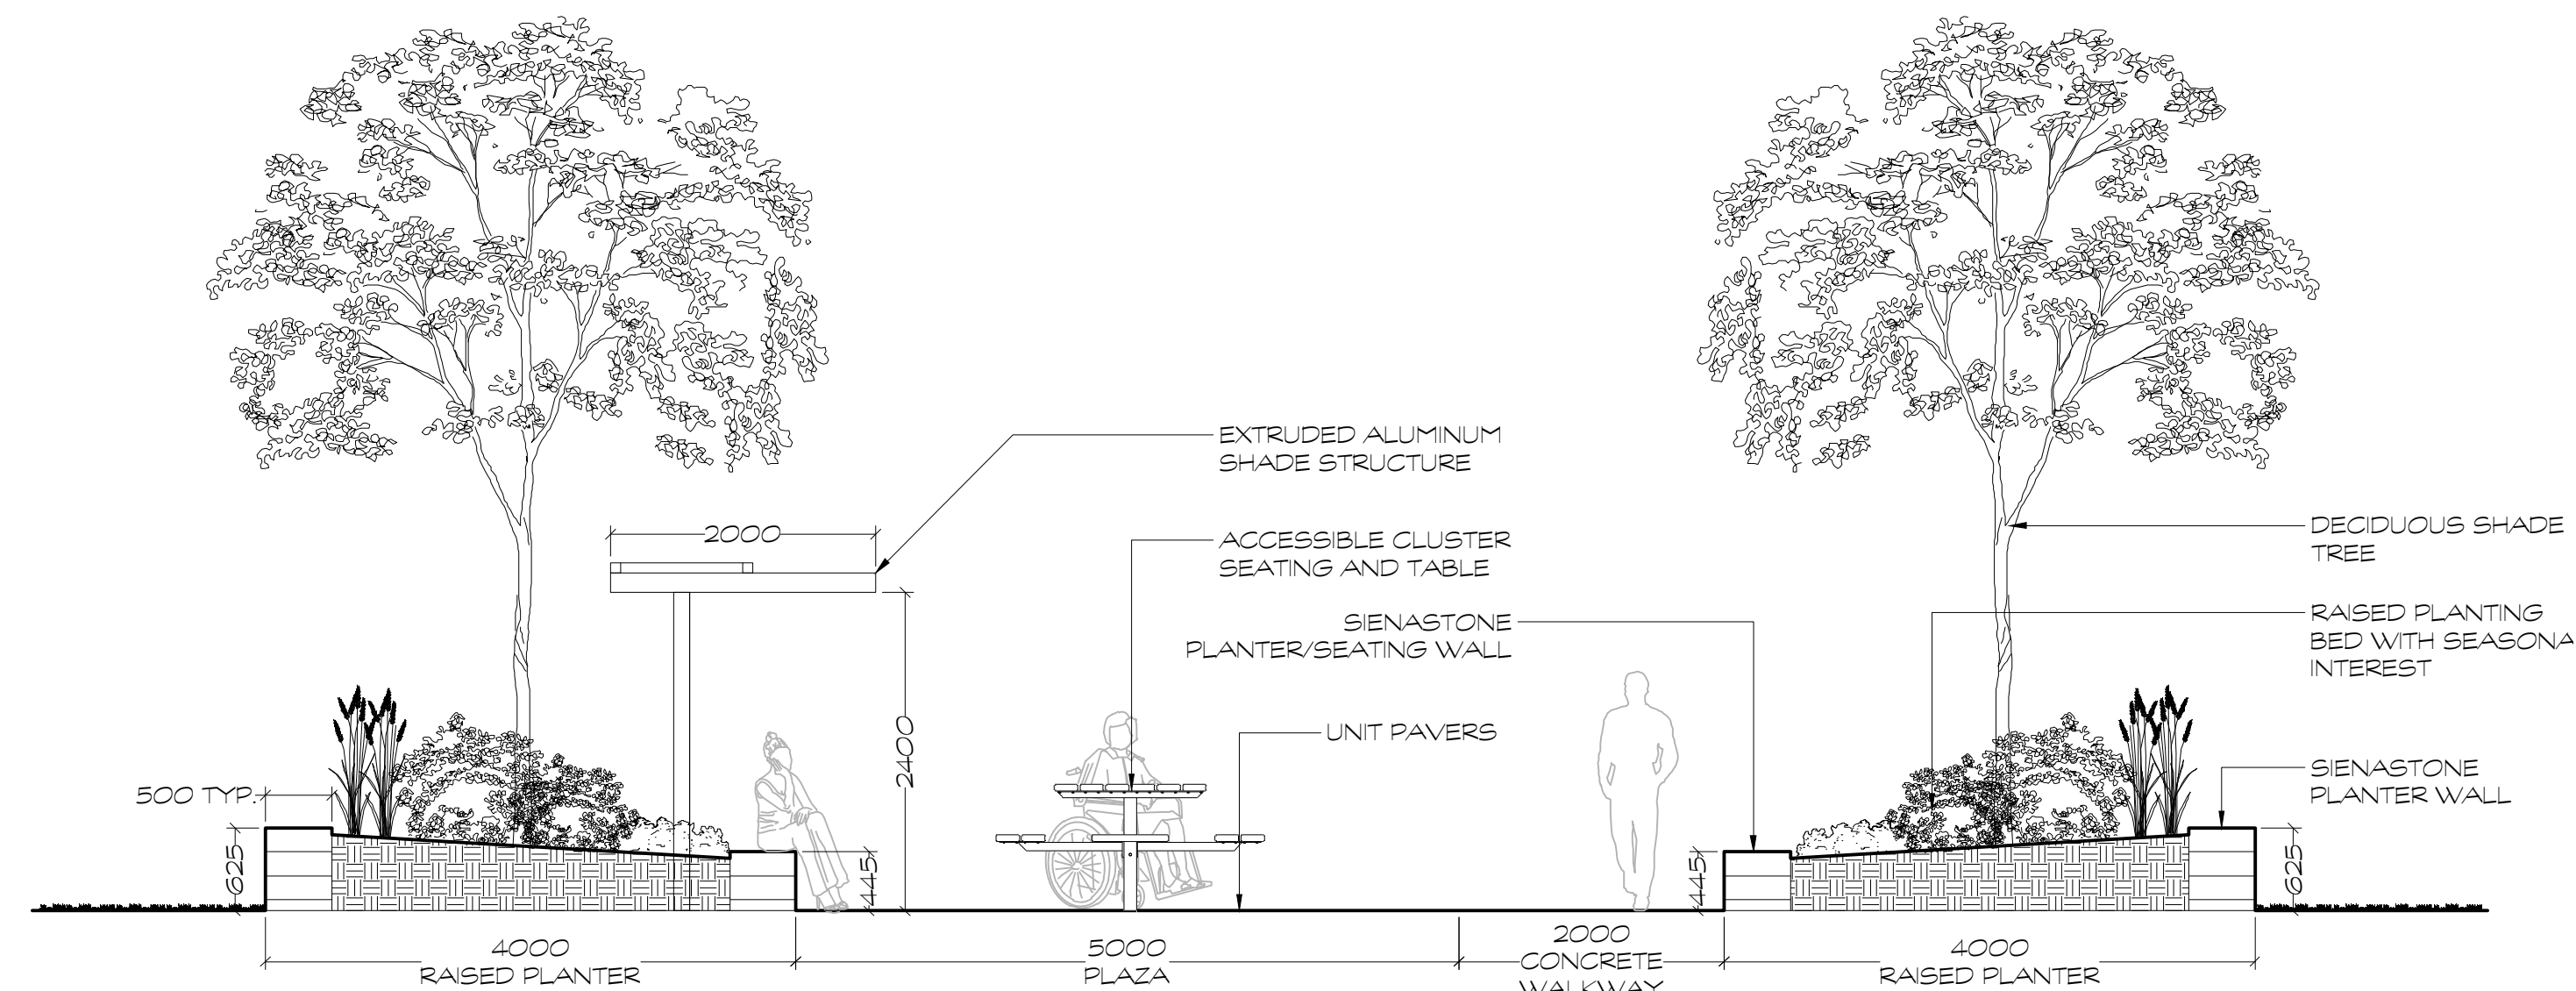 EXTRUDED ALUMINUM
SHADE STRUCTURE
2000
ACCESSIBLE CLUSTER
SEATING AND TABLE
DECIDUOUS SHADE
TREE
SIENASTONE
PLANTER/SEATING WALL
RAISED PLANTING
BED WITH SEASONA
INTEREST
UNIT PAVERS
2400
SIENASTONE
PLANTER WALL
500 TYP.
625
445
445
625
4000
RAISED PLANTER
5000
PLAZA
2000
CONCRETE
WALKWAY
4000
RAISED PLANTER